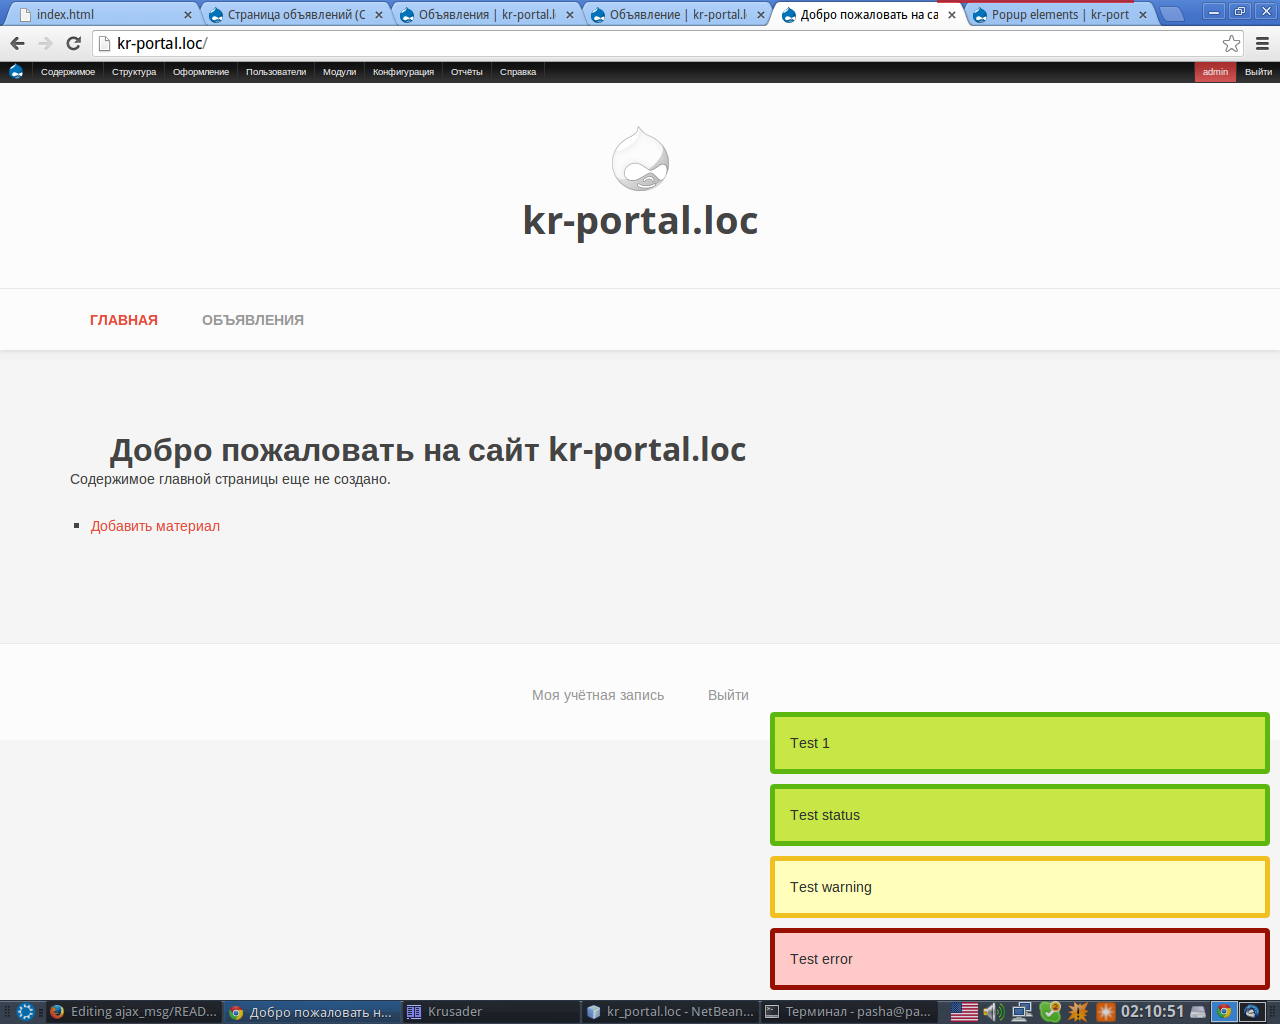 index.html
Страница объявлений (С
Объявления | kr-portal.l
Объявление | kr-portal.l
Добро пожаловать на са
Popup elements | kr-port
kr-portal.loc/
Содержимое Структура Оформление Пользователи Модули Конфигурация Отчёты Справка admin Выйти
kr-portal.loc
ГЛАВНАЯ ОБЪЯВЛЕНИЯ
Добро пожаловать на сайт kr-portal.loc
Содержимое главной страницы еще не создано.
Добавить материал
Моя учётная запись Выйти
Test 1
Test status
Test warning
Test error
Editing ajax_msg/READ... Добро пожаловать н... Krusader kr_portal.loc - NetBean... Терминал - pasha@pa... 02:10:51